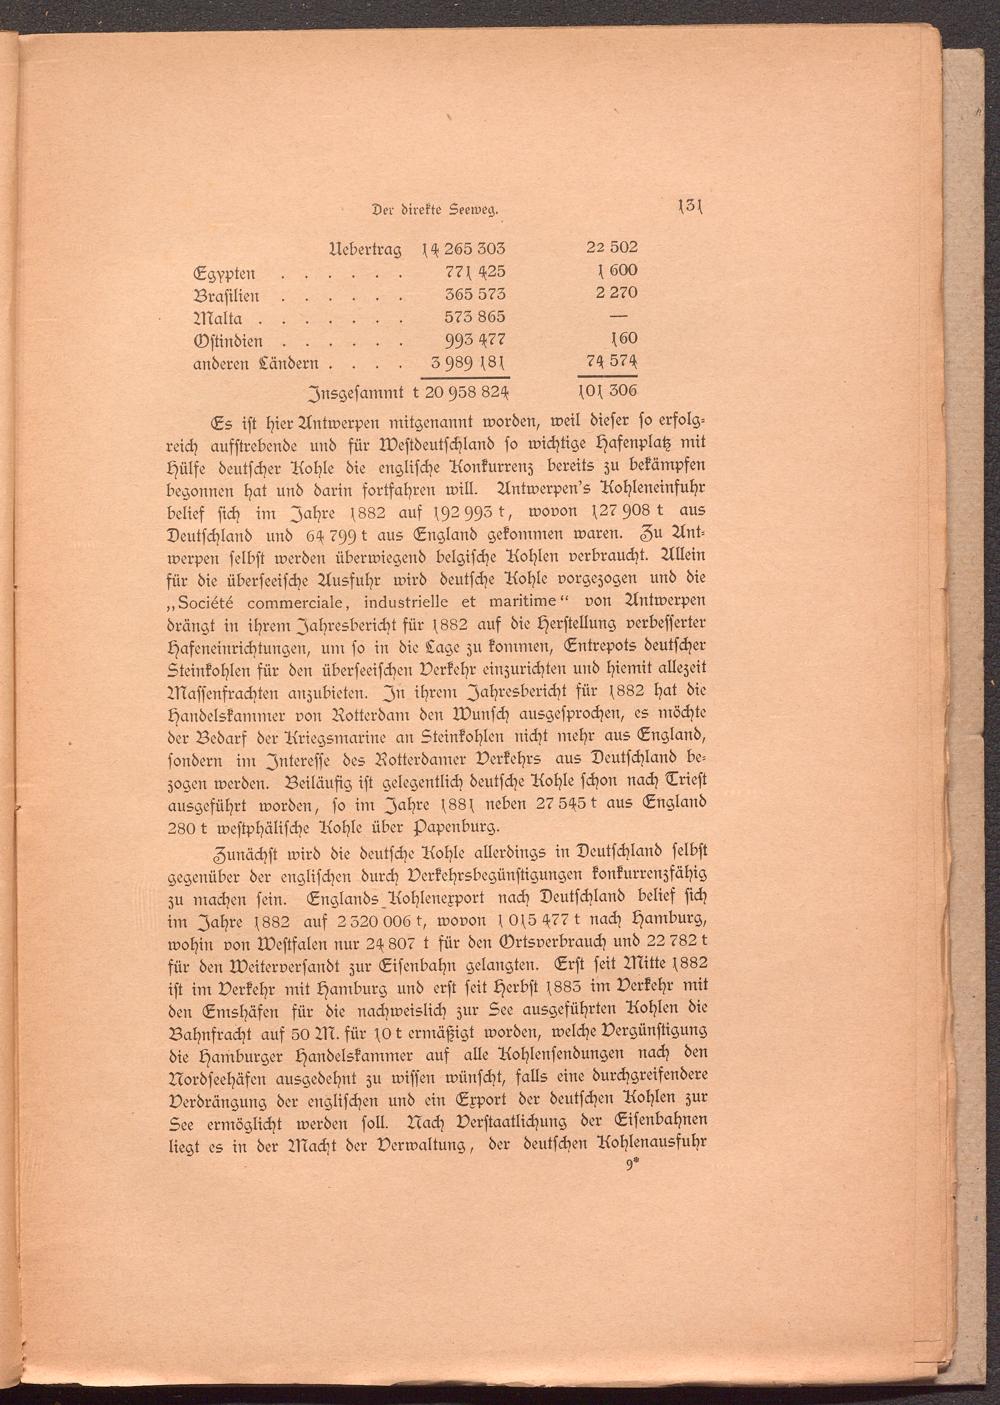 Der direkte Seeweg. 131
Uebertrag 14 265 303 22 502
Egypten . . . . . . 771 425 1 600
Brasilien . . . . . . 365 573 2 270
Malta . . . . . . . 573 865 —
Ostindien . . . . . . 993 477 160
anderen Ländern . . . . 3 989 181 74 574
Insgesammt t 20 958 824 101 306
Es ist hier Antwerpen mitgenannt worden, weil dieser so erfolg-
reich aufstrebende und für Westdeutschland so wichtige Hafenplatz mit
Hülfe deutscher Kohle die englische Konkurrenz bereits zu bekämpfen
begonnen hat und darin fortfahren will. Antwerpen's Kohleneinfuhr
belief sich im Jahre 1882 auf 192 993 t, wovon 127 908 t aus
Deutschland und 64 799 t aus England gekommen waren. Zu Ant-
werpen selbst werden überwiegend belgische Kohlen verbraucht. Allein
für die überseeische Ausfuhr wird deutsche Kohle vorgezogen und die
„Société commerciale, industrielle et maritime“ von Antwerpen
drängt in ihrem Jahresbericht für 1882 auf die Herstellung verbesserter
Hafeneinrichtungen, um so in die Lage zu kommen, Entrepots deutscher
Steinkohlen für den überseeischen Verkehr einzurichten und hiemit allezeit
Massenfrachten anzubieten. In ihrem Jahresbericht für 1882 hat die
Handelskammer von Rotterdam den Wunsch ausgesprochen, es möchte
der Bedarf der Kriegsmarine an Steinkohlen nicht mehr aus England,
sondern im Interesse des Rotterdamer Verkehrs aus Deutschland be-
zogen werden. Beiläufig ist gelegentlich deutsche Kohle schon nach Triest
ausgeführt worden, so im Jahre 1881 neben 27 545 t aus England
280 t westphälische Kohle über Papenburg.
Zunächst wird die deutsche Kohle allerdings in Deutschland selbst
gegenüber der englischen durch Verkehrsbegünstigungen konkurrenzfähig
zu machen sein. Englands Kohlenexport nach Deutschland belief sich
im Jahre 1882 auf 2 320 006 t, wovon 1 015 477 t nach Hamburg,
wohin von Westfalen nur 24 807 t für den Ortsverbrauch und 22 782 t
für den Weiterversandt zur Eisenbahn gelangten. Erst seit Mitte 1882
ist im Verkehr mit Hamburg und erst seit Herbst 1883 im Verkehr mit
den Emshäfen für die nachweislich zur See ausgeführten Kohlen die
Bahnfracht auf 50 M. für 10 t ermäßigt worden, welche Vergünstigung
die Hamburger Handelskammer auf alle Kohlensendungen nach den
Nordseehäfen ausgedehnt zu wissen wünscht, falls eine durchgreifendere
Verdrängung der englischen und ein Export der deutschen Kohlen zur
See ermöglicht werden soll. Nach Verstaatlichung der Eisenbahnen
liegt es in der Macht der Verwaltung, der deutschen Kohlenausfuhr
9*